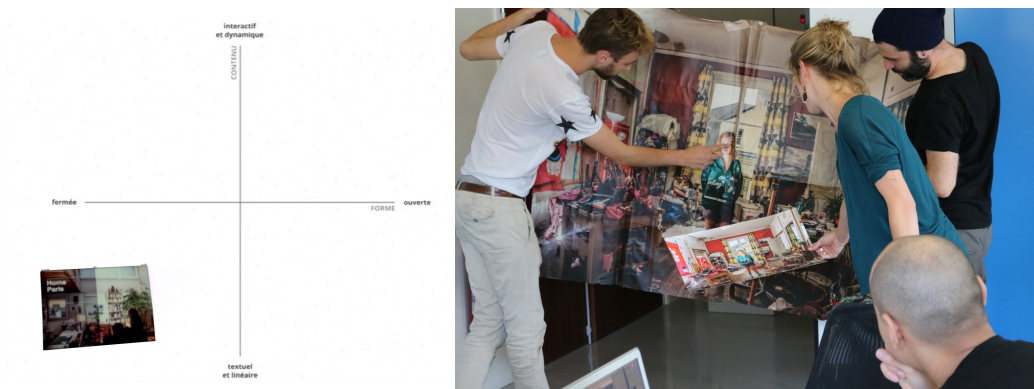 interactif
et dynamique
CONTENU
fermée
ouverte
FORME
Home
Paris
textuel
et linéaire